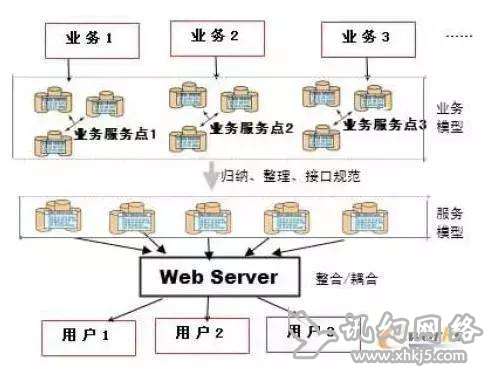 业务 1
业务 2
业务 3
……
业务服务点1
业务服务点2
业务服务点3
业务
模型
归纳、整理、接口规范
服务
模型
Web Server
整合/耦合
用户 1
用户 2
用户 3
讯幻网络
www.xhkj5.com